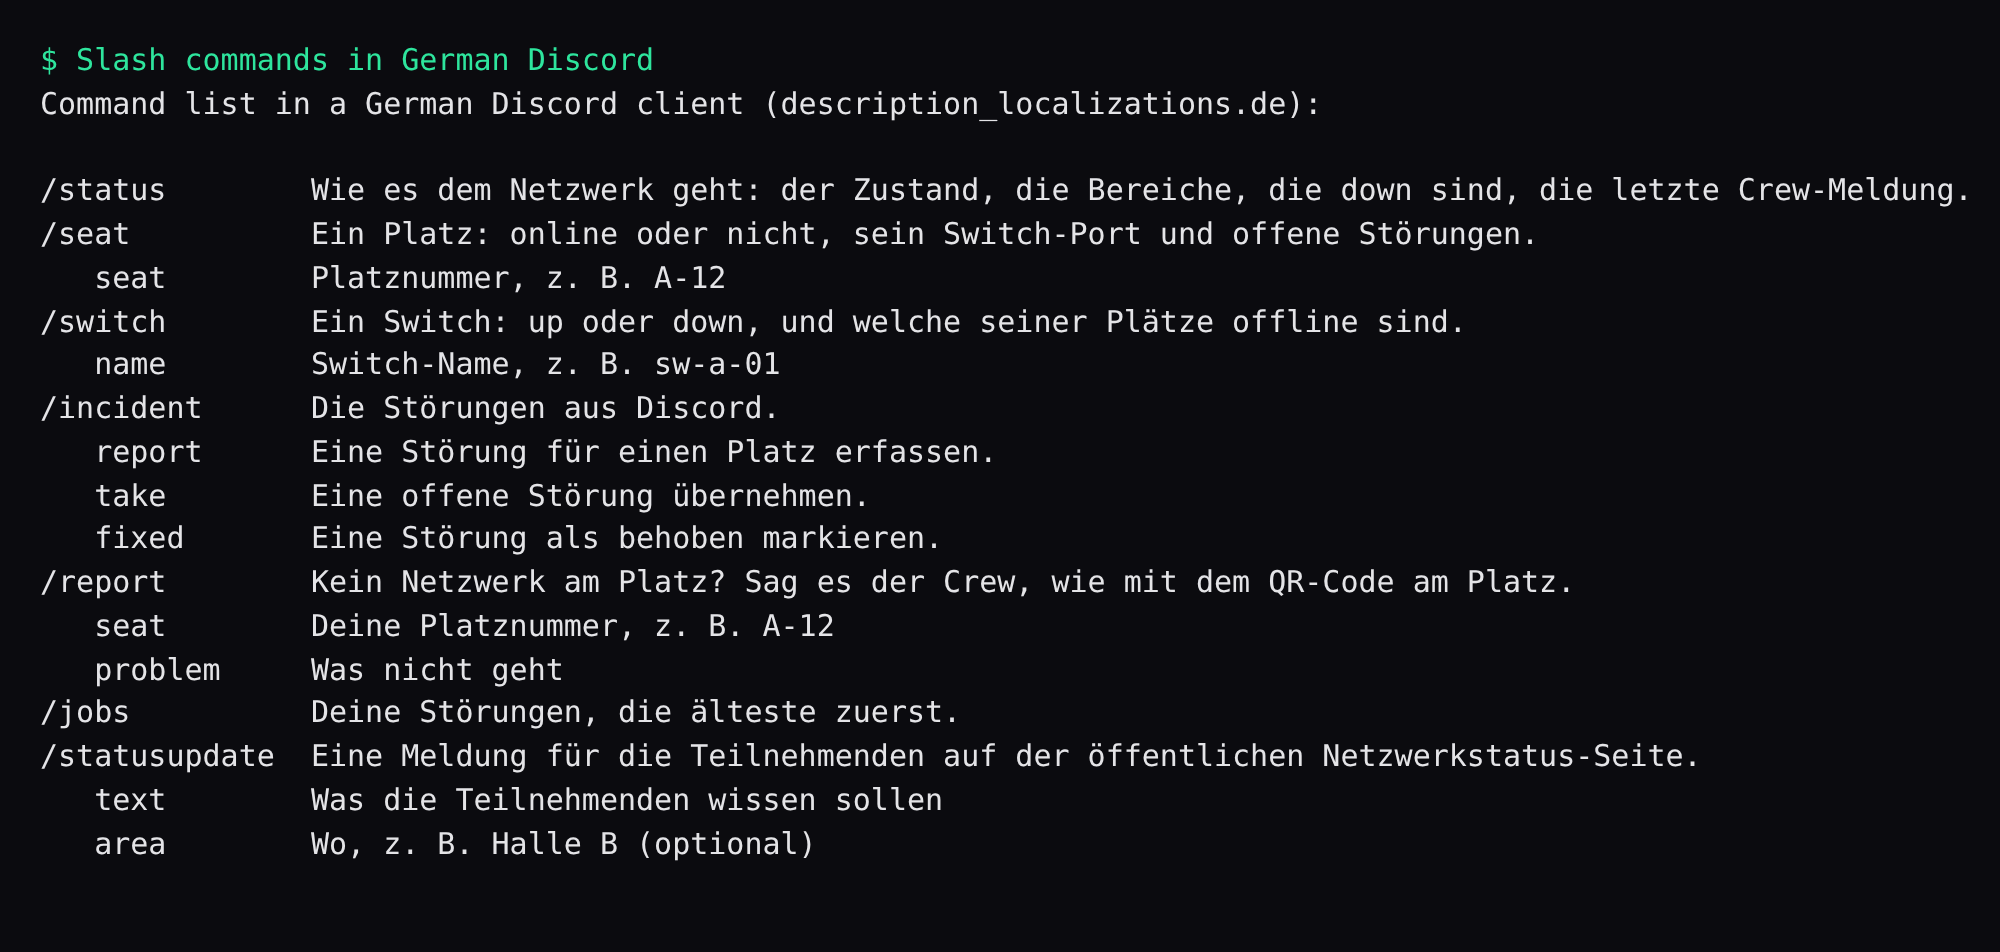 $ Slash commands in German Discord
Command list in a German Discord client (description_localizations.de):
/status Wie es dem Netzwerk geht: der Zustand, die Bereiche, die down sind, die letzte Crew-Meldung.
/seat Ein Platz: online oder nicht, sein Switch-Port und offene Störungen.
seat Platznummer, z. B. A-12
/switch Ein Switch: up oder down, und welche seiner Plätze offline sind.
name Switch-Name, z. B. sw-a-01
/incident Die Störungen aus Discord.
report Eine Störung für einen Platz erfassen.
take Eine offene Störung übernehmen.
fixed Eine Störung als behoben markieren.
/report Kein Netzwerk am Platz? Sag es der Crew, wie mit dem QR-Code am Platz.
seat Deine Platznummer, z. B. A-12
problem Was nicht geht
/jobs Deine Störungen, die älteste zuerst.
/statusupdate Eine Meldung für die Teilnehmenden auf der öffentlichen Netzwerkstatus-Seite.
text Was die Teilnehmenden wissen sollen
area Wo, z. B. Halle B (optional)